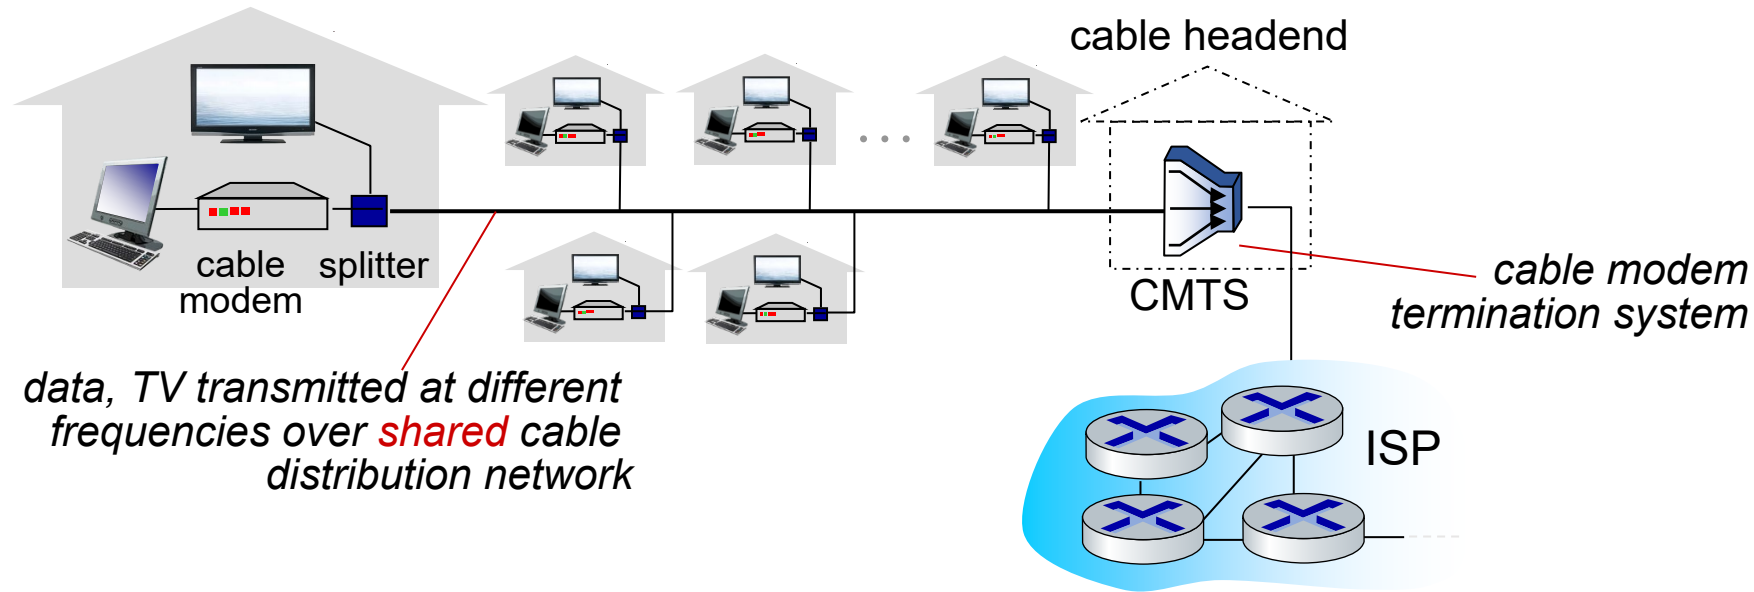 cable headend
cable
modem
splitter
CMTS
cable modem
termination system
data, TV transmitted at different
frequencies over shared cable
distribution network
ISP